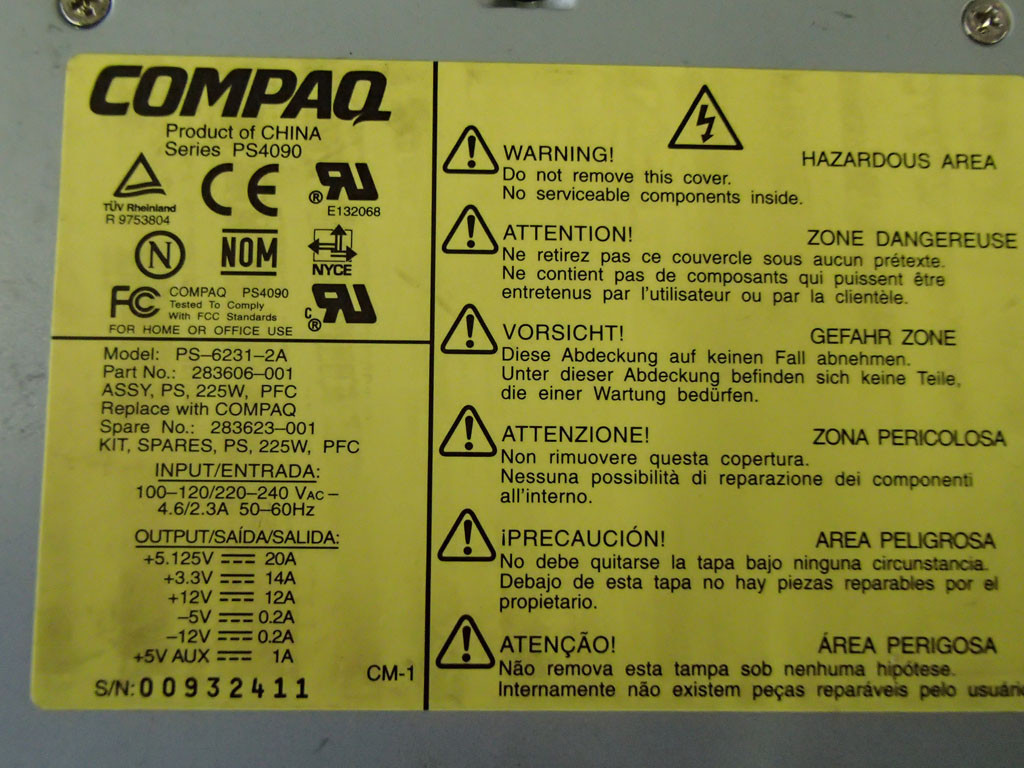 COMPAQ
Product of CHINA
Series PS4090
TÜV Rheinland
R 9753804
CE
®
E132068
N
NOM
NYCE
FC COMPAQ PS4090
Tested To Comply
With FCC Standards
FOR HOME OR OFFICE USE
C
®
Model: PS–6231–2A
Part No.: 283606–001
ASSY, PS, 225W, PFC
Replace with COMPAQ
Spare No.: 283623–001
KIT, SPARES, PS, 225W, PFC
INPUT/ENTRADA:
100–120/220–240 VAC –
4.6/2.3A 50–60Hz
OUTPUT/SAÍDA/SALIDA:
+5.125V 20A
+3.3V 14A
+12V 12A
–5V 0.2A
–12V 0.2A
+5V AUX 1A
CM-1
S/N: 00932411
WARNING! HAZARDOUS AREA
Do not remove this cover.
No serviceable components inside.
ATTENTION! ZONE DANGEREUSE
Ne retirez pas ce couvercle sous aucun prétexte.
Ne contient pas de composants qui puissent être
entretenus par l'utilisateur ou par la clientèle.
VORSICHT! GEFAHR ZONE
Diese Abdeckung auf keinen Fall abnehmen.
Unter dieser Abdeckung befinden sich keine Teile,
die einer Wartung bedürfen.
ATTENZIONE! ZONA PERICOLOSA
Non rimuovere questa copertura.
Nessuna possibilità di reparazione dei componenti
all'interno.
¡PRECAUCIÓN! AREA PELIGROSA
No debe quitarse la tapa bajo ninguna circunstancia.
Debajo de esta tapa no hay piezas reparables por el
propietario.
ATENÇÃO! ÁREA PERIGOSA
Não remova esta tampa sob nenhuma hipótese.
Internamente não existem peças reparáveis pelo